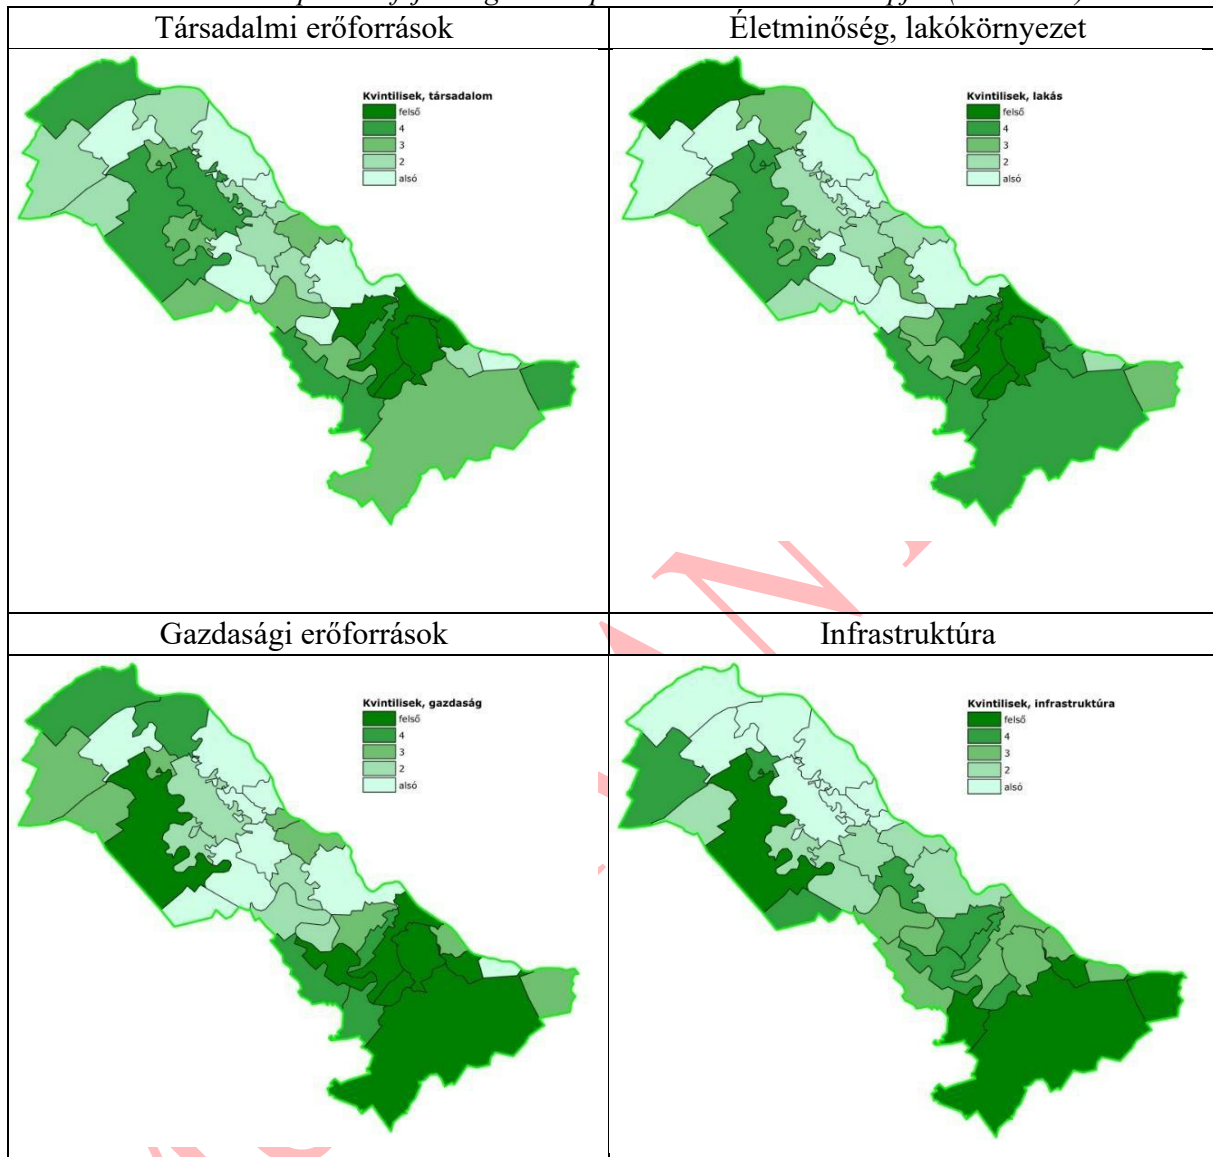 Társadalmi erőforrások
Életminőség, lakókörnyezet
Kvintilisek, társadalom
felső
4
3
2
alsó
Kvintilisek, lakás
felső
4
3
2
alsó
Gazdasági erőforrások
Infrastruktúra
Kvintilisek, gazdaság
felső
4
3
2
alsó
Kvintilisek, infrastruktúra
felső
4
3
2
alsó